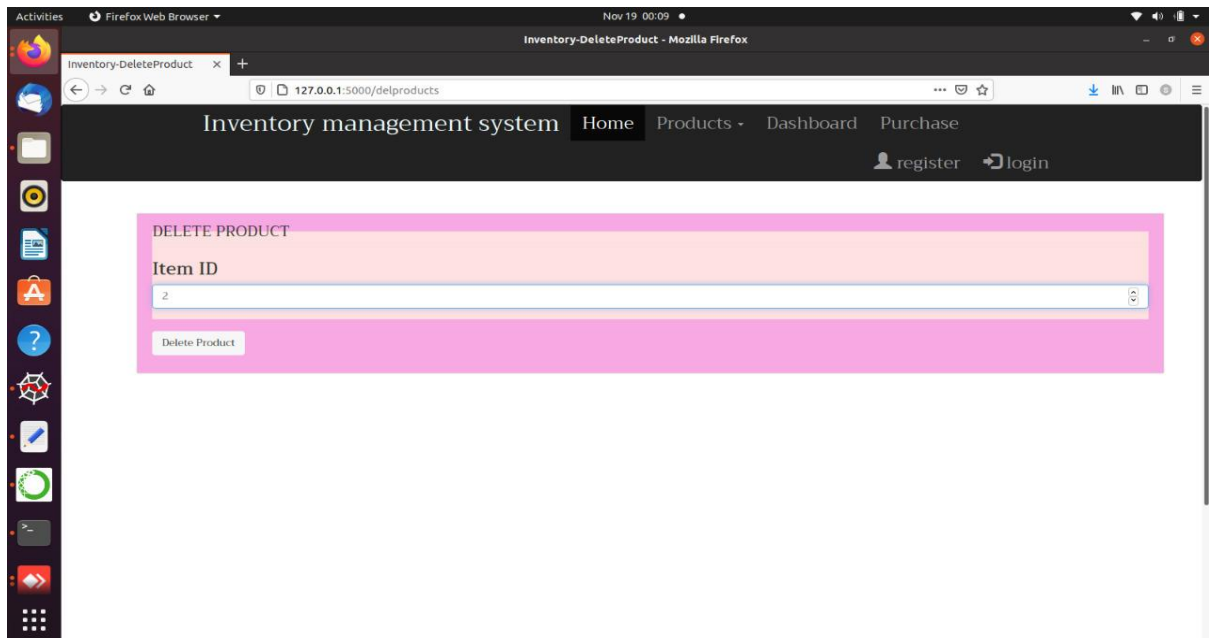 Activities Firefox Web Browser Nov 19 00:09
Inventory-DeleteProduct - Mozilla Firefox
Inventory-DeleteProduct
127.0.0.1:5000/delproducts
Inventory management system Home Products Dashboard Purchase
register login
DELETE PRODUCT
Item ID
2
Delete Product